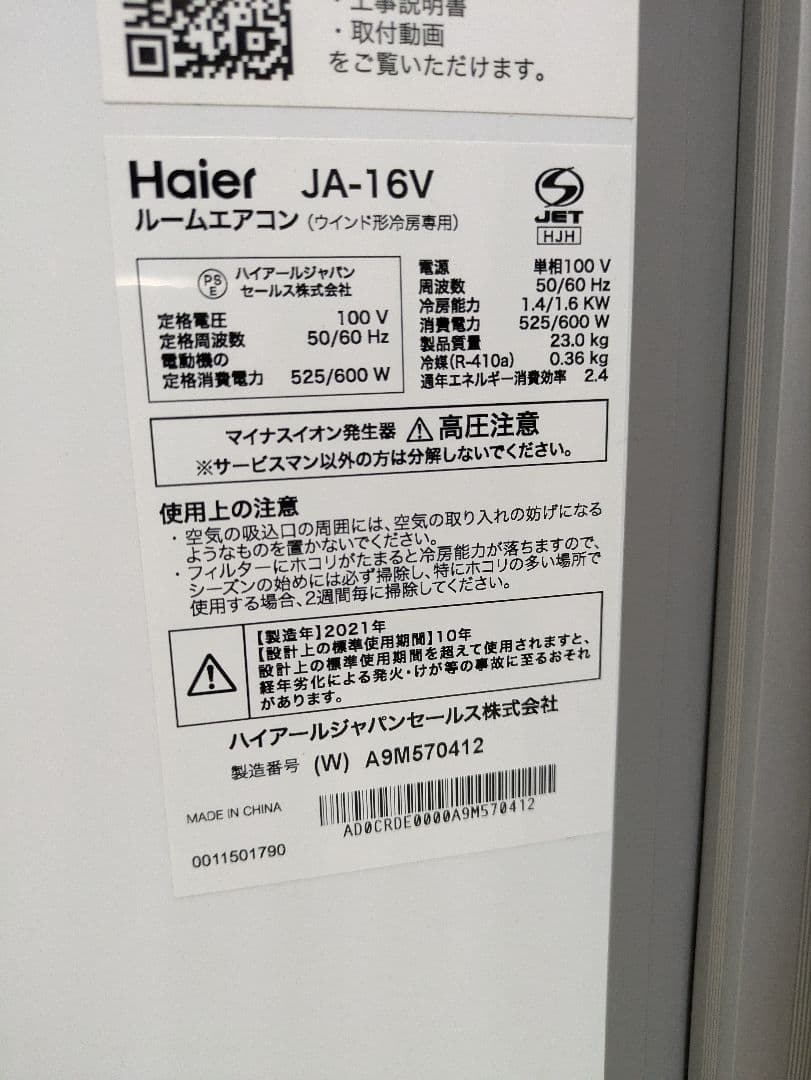 ・工事説明書
・取付動画
をご覧いただけます。
Haier JA-16V
ルームエアコン (ウインド形冷房専用)
JET
HJH
PS
E
ハイアールジャパン
セールス株式会社
定格電圧 100 V
定格周波数 50/60 Hz
電動機の
定格消費電力 525/600 W
電源 単相100 V
周波数 50/60 Hz
冷房能力 1.4/1.6 KW
消費電力 525/600 W
製品質量 23.0 kg
冷媒(R-410a) 0.36 kg
通年エネルギー消費効率 2.4
マイナスイオン発生器 ⚠高圧注意
※サービスマン以外の方は分解しないでください。
使用上の注意
・空気の吸込口の周囲には、空気の取り入れの妨げになる
ようなものを置かないでください。
・フィルターにホコリがたまると冷房能力が落ちますので、
シーズンの始めには必ず掃除し、特にホコリの多い場所で
使用する場合、2週間毎に掃除してください。
【製造年】2021年
【設計上の標準使用期間】10年
設計上の標準使用期間を超えて使用されますと、
経年劣化による発火・けが等の事故に至るおそれ
があります。
ハイアールジャパンセールス株式会社
製造番号 (W) A9M570412
MADE IN CHINA
AD0CRDE0000A9M570412
0011501790